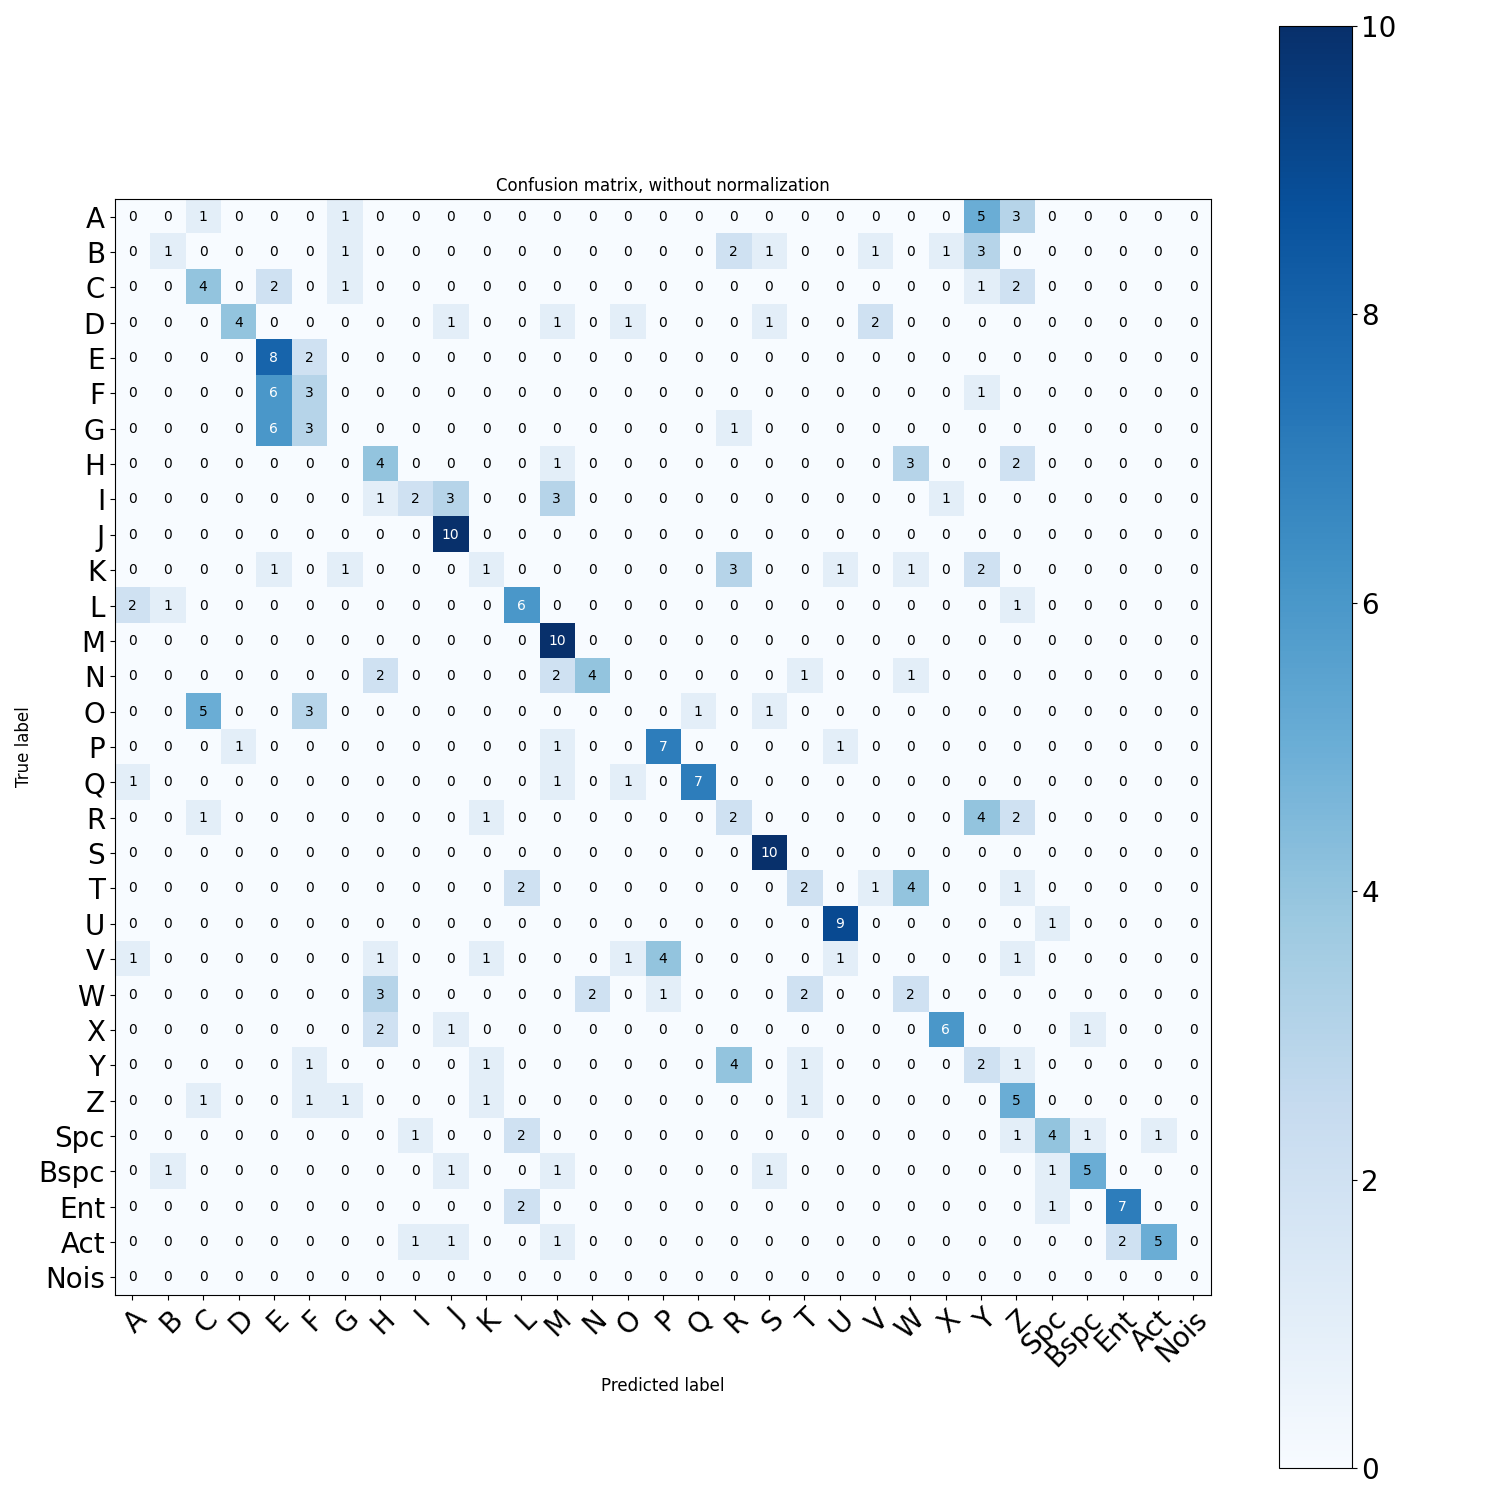 Confusion matrix, without normalization
A 0 0 1 0 0 0 1 0 0 0 0 0 0 0 0 0 0 0 0 0 0 0 0 0 5 3 0 0 0 0 0
B 0 1 0 0 0 0 1 0 0 0 0 0 0 0 0 0 0 2 1 0 0 1 0 1 3 0 0 0 0 0 0
C 0 0 4 0 2 0 1 0 0 0 0 0 0 0 0 0 0 0 0 0 0 0 0 0 1 2 0 0 0 0 0
D 0 0 0 4 0 0 0 0 0 1 0 0 1 0 1 0 0 0 1 0 0 2 0 0 0 0 0 0 0 0 0
E 0 0 0 0 8 2 0 0 0 0 0 0 0 0 0 0 0 0 0 0 0 0 0 0 0 0 0 0 0 0 0
F 0 0 0 0 6 3 0 0 0 0 0 0 0 0 0 0 0 0 0 0 0 0 0 0 1 0 0 0 0 0 0
G 0 0 0 0 6 3 0 0 0 0 0 0 0 0 0 0 0 1 0 0 0 0 0 0 0 0 0 0 0 0 0
H 0 0 0 0 0 0 0 4 0 0 0 0 1 0 0 0 0 0 0 0 0 0 3 0 0 2 0 0 0 0 0
I 0 0 0 0 0 0 0 1 2 3 0 0 3 0 0 0 0 0 0 0 0 0 0 1 0 0 0 0 0 0 0
J 0 0 0 0 0 0 0 0 0 10 0 0 0 0 0 0 0 0 0 0 0 0 0 0 0 0 0 0 0 0 0
K 0 0 0 0 1 0 1 0 0 0 1 0 0 0 0 0 0 3 0 0 1 0 1 0 2 0 0 0 0 0 0
L 2 1 0 0 0 0 0 0 0 0 0 6 0 0 0 0 0 0 0 0 0 0 0 0 0 1 0 0 0 0 0
M 0 0 0 0 0 0 0 0 0 0 0 0 10 0 0 0 0 0 0 0 0 0 0 0 0 0 0 0 0 0 0
N 0 0 0 0 0 0 0 2 0 0 0 0 2 4 0 0 0 0 0 1 0 0 1 0 0 0 0 0 0 0 0
O 0 0 5 0 0 3 0 0 0 0 0 0 0 0 0 0 1 0 1 0 0 0 0 0 0 0 0 0 0 0 0
P 0 0 0 1 0 0 0 0 0 0 0 0 1 0 0 7 0 0 0 0 1 0 0 0 0 0 0 0 0 0 0
Q 1 0 0 0 0 0 0 0 0 0 0 0 1 0 1 0 7 0 0 0 0 0 0 0 0 0 0 0 0 0 0
R 0 0 1 0 0 0 0 0 0 0 1 0 0 0 0 0 0 2 0 0 0 0 0 0 4 2 0 0 0 0 0
S 0 0 0 0 0 0 0 0 0 0 0 0 0 0 0 0 0 0 10 0 0 0 0 0 0 0 0 0 0 0 0
T 0 0 0 0 0 0 0 0 0 0 0 2 0 0 0 0 0 0 0 2 0 1 4 0 0 1 0 0 0 0 0
U 0 0 0 0 0 0 0 0 0 0 0 0 0 0 0 0 0 0 0 0 9 0 0 0 0 0 1 0 0 0 0
V 1 0 0 0 0 0 0 1 0 0 1 0 0 0 1 4 0 0 0 0 1 0 0 0 0 1 0 0 0 0 0
W 0 0 0 0 0 0 0 3 0 0 0 0 0 2 0 1 0 0 0 2 0 0 2 0 0 0 0 0 0 0 0
X 0 0 0 0 0 0 0 2 0 1 0 0 0 0 0 0 0 0 0 0 0 0 0 6 0 0 0 1 0 0 0
Y 0 0 0 0 0 1 0 0 0 0 1 0 0 0 0 0 0 4 0 1 0 0 0 0 2 1 0 0 0 0 0
Z 0 0 1 0 0 1 1 0 0 0 1 0 0 0 0 0 0 0 0 1 0 0 0 0 0 5 0 0 0 0 0
Spc 0 0 0 0 0 0 0 0 1 0 0 2 0 0 0 0 0 0 0 0 0 0 0 0 0 1 4 1 0 1 0
Bspc 0 1 0 0 0 0 0 0 0 1 0 0 1 0 0 0 0 0 1 0 0 0 0 0 0 0 1 5 0 0 0
Ent 0 0 0 0 0 0 0 0 0 0 0 2 0 0 0 0 0 0 0 0 0 0 0 0 0 0 1 0 7 0 0
Act 0 0 0 0 0 0 0 0 1 1 0 0 1 0 0 0 0 0 0 0 0 0 0 0 0 0 0 0 2 5 0
Nois 0 0 0 0 0 0 0 0 0 0 0 0 0 0 0 0 0 0 0 0 0 0 0 0 0 0 0 0 0 0 0
A B C D E F G H I J K L M N O P Q R S T U V W X Y Z Spc Bspc Ent Act Nois
Predicted label
True label
10
8
6
4
2
0